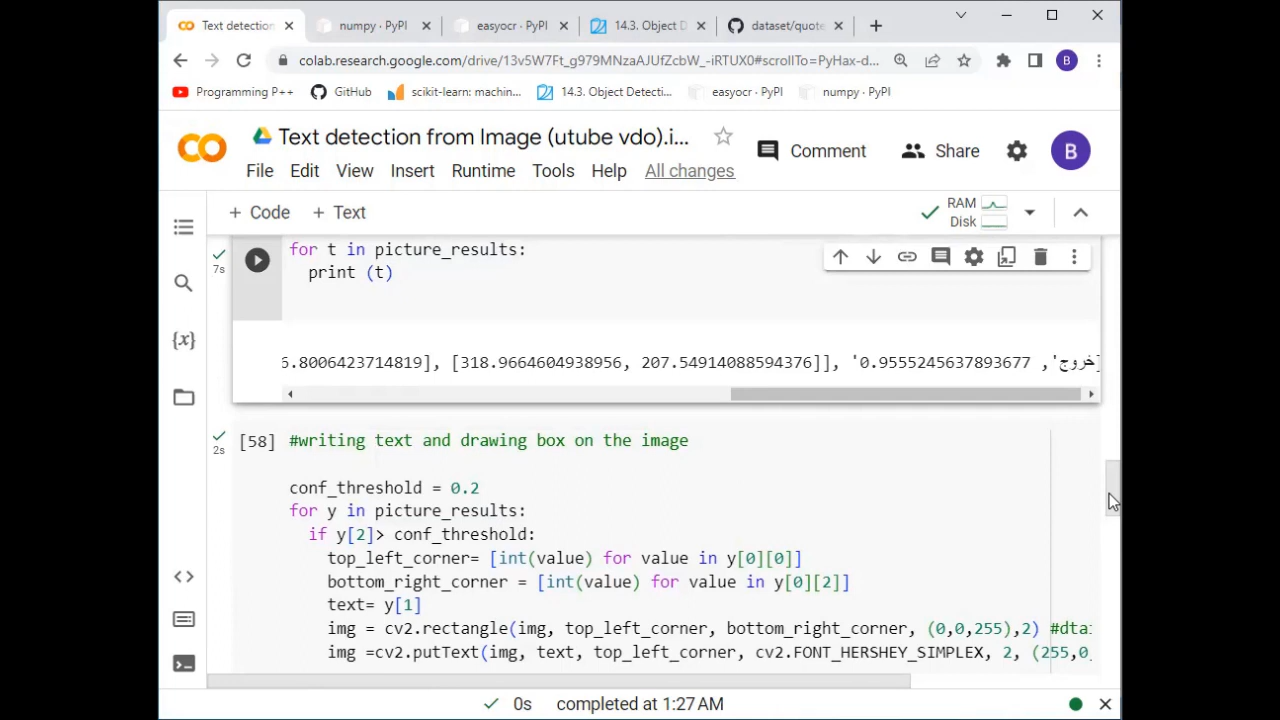 Text detection
numpy · PyPI
easyocr · PyPI
14.3. Object D
dataset/quote
colab.research.google.com/drive/13v5W7Ft_g979MNzaAJUfZcbW_-iRTUX0#scrollTo=PyHax-d...
B
Programming P++
GitHub
scikit-learn: machin...
14.3. Object Detecti...
easyocr · PyPI
numpy · PyPI
Text detection from Image (utube vdo).i...
Comment
Share
B
File Edit View Insert Runtime Tools Help All changes
+ Code + Text
RAM
Disk
7s
for t in picture_results:
print (t)
6.8006423714819], [318.9664604938956, 207.54914088594376]], '0.9555245637893677 ,'خروج]
2s
[58] #writing text and drawing box on the image
conf_threshold = 0.2
for y in picture_results:
if y[2]> conf_threshold:
top_left_corner= [int(value) for value in y[0][0]]
bottom_right_corner = [int(value) for value in y[0][2]]
text= y[1]
img = cv2.rectangle(img, top_left_corner, bottom_right_corner, (0,0,255),2) #dta
img =cv2.putText(img, text, top_left_corner, cv2.FONT_HERSHEY_SIMPLEX, 2, (255,0
0s completed at 1:27 AM